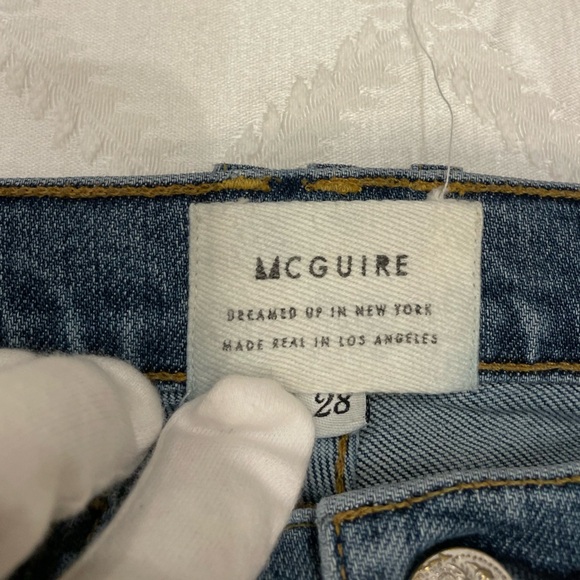 MCGUIRE
DREAMED UP IN NEW YORK
MADE REAL IN LOS ANGELES
28